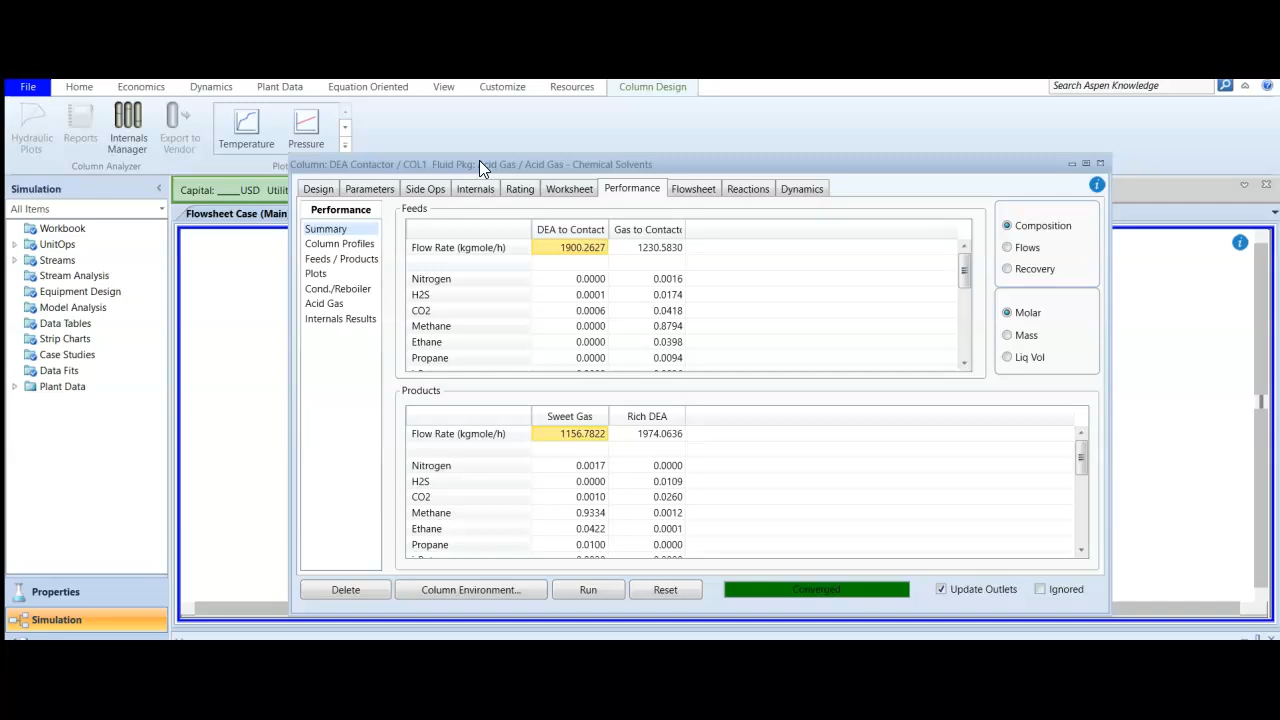 File Home Economics Dynamics Plant Data Equation Oriented View Customize Resources Column Design Search Aspen Knowledge
Hydraulic Plots Reports Internals Manager Export to Vendor Temperature Pressure
Column Analyzer
Column: DEA Contactor / COL1 Fluid Pkg: Acid Gas / Acid Gas - Chemical Solvents
Simulation
Capital: ____USD
Design Parameters Side Ops Internals Rating Worksheet Performance Flowsheet Reactions Dynamics
All Items
Flowsheet Case (Main
Workbook
UnitOps
Streams
Stream Analysis
Equipment Design
Model Analysis
Data Tables
Strip Charts
Case Studies
Data Fits
Plant Data
Properties
Simulation
Performance
Summary
Column Profiles
Feeds / Products
Plots
Cond./Reboiler
Acid Gas
Internals Results
Feeds
DEA to Contact Gas to Contact
Flow Rate (kgmole/h) 1900.2627 1230.5830
Nitrogen 0.0000 0.0016
H2S 0.0001 0.0174
CO2 0.0006 0.0418
Methane 0.0000 0.8794
Ethane 0.0000 0.0398
Propane 0.0000 0.0094
Composition
Flows
Recovery
Molar
Mass
Liq Vol
Products
Sweet Gas Rich DEA
Flow Rate (kgmole/h) 1156.7822 1974.0636
Nitrogen 0.0017 0.0000
H2S 0.0000 0.0109
CO2 0.0010 0.0260
Methane 0.9334 0.0012
Ethane 0.0422 0.0001
Propane 0.0100 0.0000
Delete Column Environment... Run Reset Converged Update Outlets Ignored